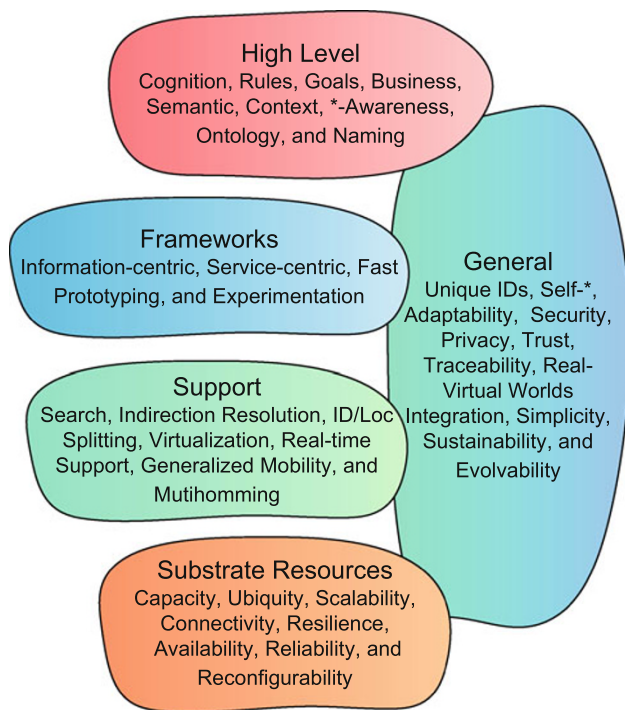 High Level
Cognition, Rules, Goals, Business,
Semantic, Context, *-Awareness,
Ontology, and Naming
Frameworks
Information-centric, Service-centric, Fast
Prototyping, and Experimentation
Support
Search, Indirection Resolution, ID/Loc
Splitting, Virtualization, Real-time
Support, Generalized Mobility, and
Mutihomming
Substrate Resources
Capacity, Ubiquity, Scalability,
Connectivity, Resilience,
Availability, Reliability, and
Reconfigurability
General
Unique IDs, Self-*,
Adaptability, Security,
Privacy, Trust,
Traceability, Real-
Virtual Worlds
Integration, Simplicity,
Sustainability, and
Evolvability